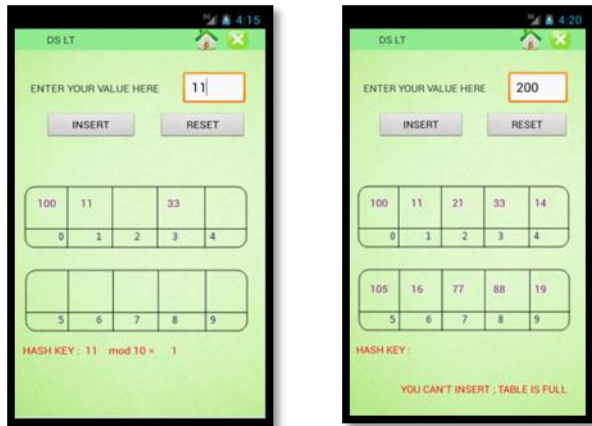 3G 4:15
DS LT
ENTER YOUR VALUE HERE 11
INSERT RESET
100 11 33
0 1 2 3 4
5 6 7 8 9
HASH KEY : 11 mod 10 = 1
3G 4:20
DS LT
ENTER YOUR VALUE HERE 200
INSERT RESET
100 11 21 33 14
0 1 2 3 4
105 16 77 88 19
5 6 7 8 9
HASH KEY :
YOU CAN'T INSERT ; TABLE IS FULL